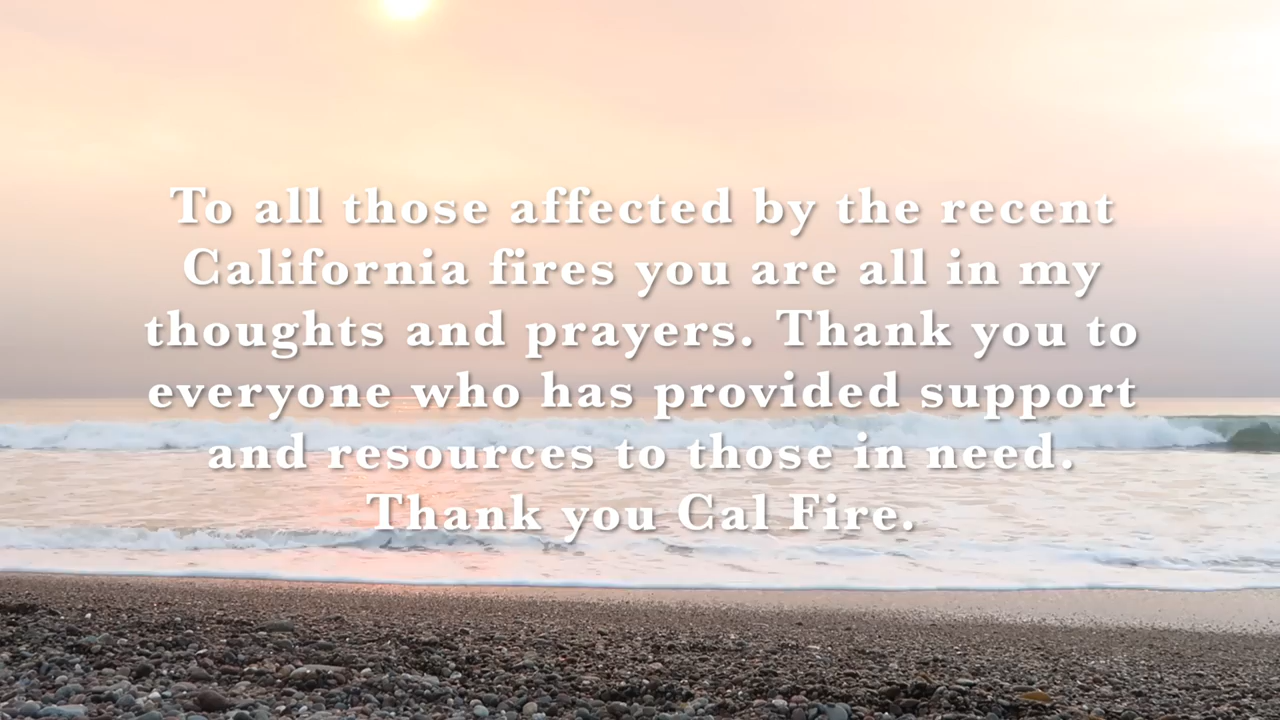 To all those affected by the recent
California fires you are all in my
thoughts and prayers. Thank you to
everyone who has provided support
and resources to those in need.
Thank you Cal Fire.